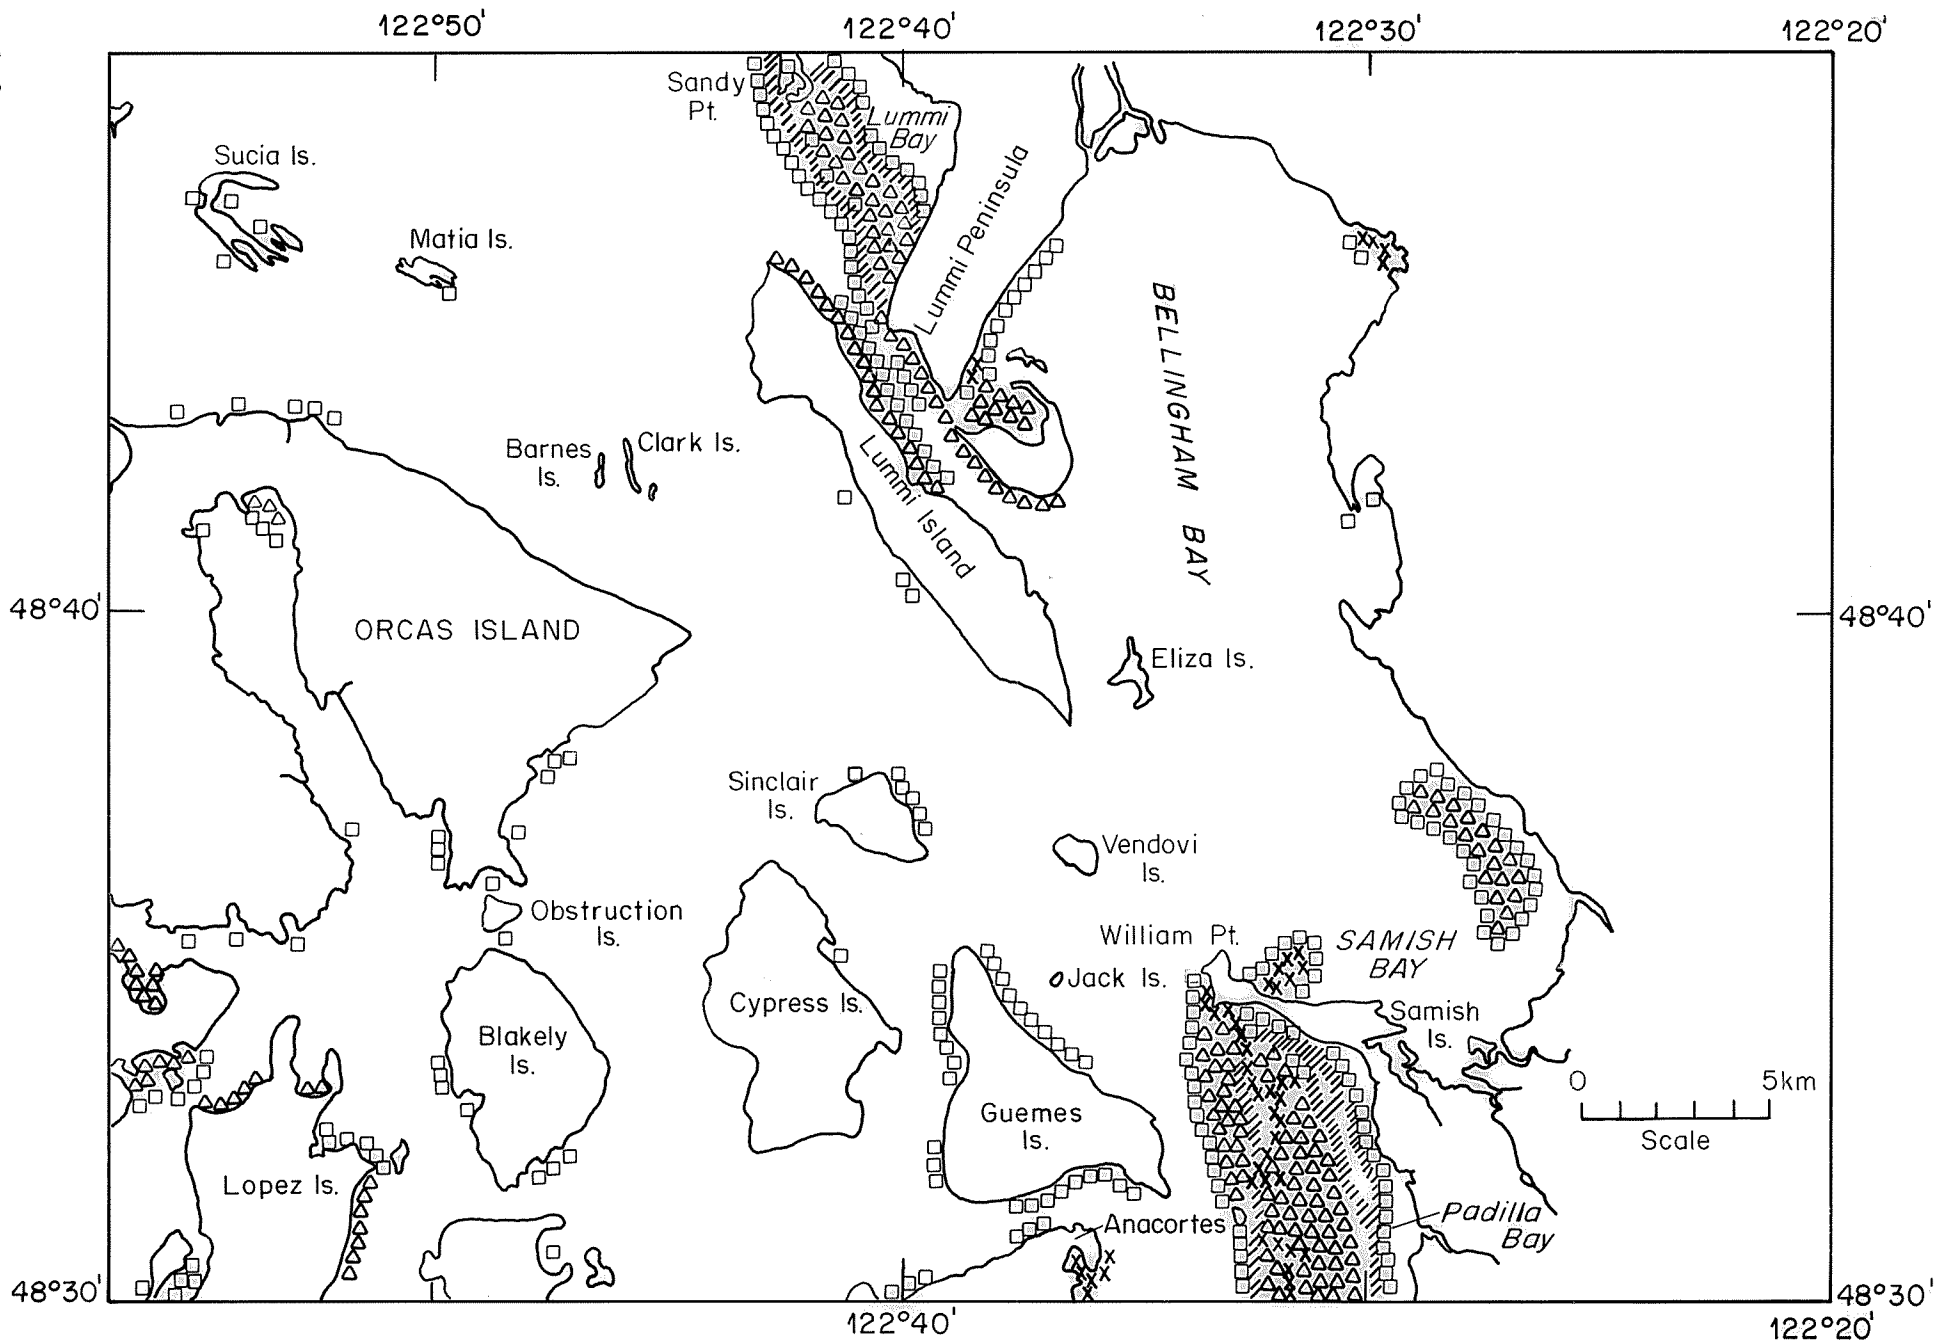 122°50'
122°40'
122°30'
122°20'
Sandy
Pt.
Lummi
Bay
Sucia Is.
Matia Is.
Lummi Peninsula
BELLINGHAM BAY
Barnes
Is.
Clark Is.
Lummi Island
48°40'
ORCAS ISLAND
48°40'
Eliza Is.
Sinclair
Is.
Vendovi
Is.
Obstruction
Is.
William Pt.
SAMISH
BAY
Jack Is.
Cypress Is.
Samish
Is.
Blakely
Is.
0
5km
Scale
Guemes
Is.
Lopez Is.
Anacortes
Padilla
Bay
48°30'
48°30'
122°40'
122°20'